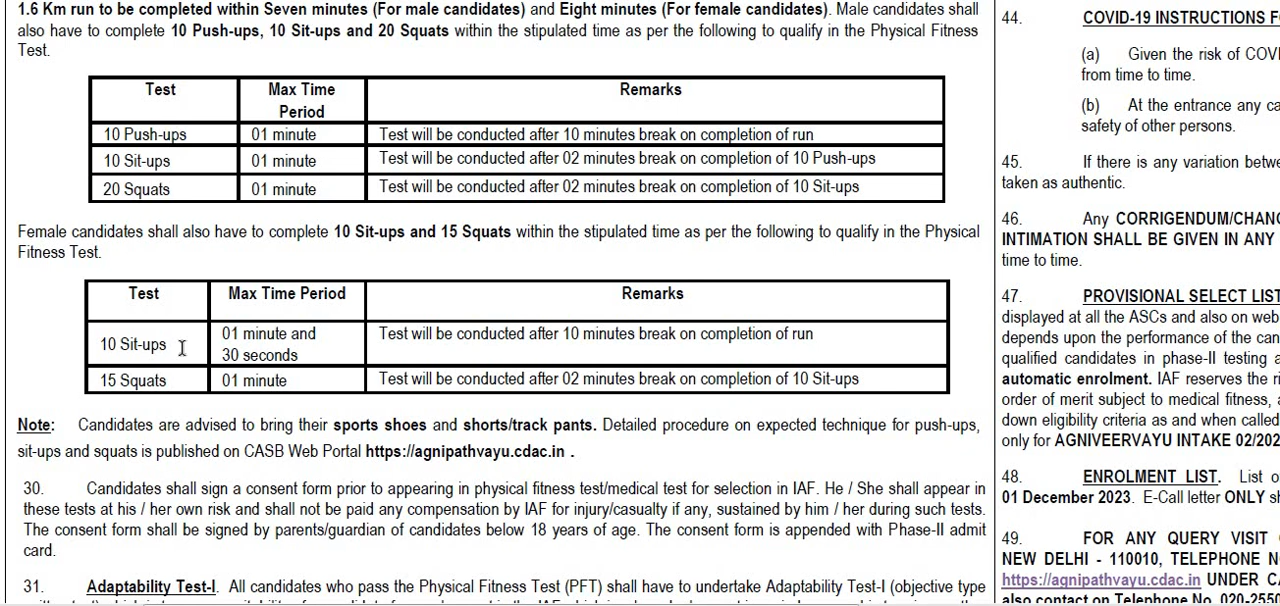 1.6 Km run to be completed within Seven minutes (For male candidates) and Eight minutes (For female candidates). Male candidates shall
also have to complete 10 Push-ups, 10 Sit-ups and 20 Squats within the stipulated time as per the following to qualify in the Physical Fitness
Test.
Test Max Time Period Remarks
10 Push-ups 01 minute Test will be conducted after 10 minutes break on completion of run
10 Sit-ups 01 minute Test will be conducted after 02 minutes break on completion of 10 Push-ups
20 Squats 01 minute Test will be conducted after 02 minutes break on completion of 10 Sit-ups
Female candidates shall also have to complete 10 Sit-ups and 15 Squats within the stipulated time as per the following to qualify in the Physical
Fitness Test.
Test Max Time Period Remarks
10 Sit-ups 01 minute and 30 seconds Test will be conducted after 10 minutes break on completion of run
15 Squats 01 minute Test will be conducted after 02 minutes break on completion of 10 Sit-ups
Note: Candidates are advised to bring their sports shoes and shorts/track pants. Detailed procedure on expected technique for push-ups,
sit-ups and squats is published on CASB Web Portal https://agnipathvayu.cdac.in .
30. Candidates shall sign a consent form prior to appearing in physical fitness test/medical test for selection in IAF. He / She shall appear in
these tests at his / her own risk and shall not be paid any compensation by IAF for injury/casualty if any, sustained by him / her during such tests.
The consent form shall be signed by parents/guardian of candidates below 18 years of age. The consent form is appended with Phase-II admit
card.
31. Adaptability Test-I. All candidates who pass the Physical Fitness Test (PFT) shall have to undertake Adaptability Test-I (objective type
44. COVID-19 INSTRUCTIONS
(a) Given the risk of
from time to time.
(b) At the entrance any
safety of other persons.
45. If there is any variation
taken as authentic.
46. Any
INTIMATION SHALL BE GIVEN IN ANY
time to time.
47. PROVISIONAL SELECT LIST
displayed at all the ASCs and also on
depends upon the performance of the
qualified candidates in phase-II testing
automatic enrolment. IAF reserves the
order of merit subject to medical fitness,
down eligibility criteria as and when called
only for AGNIVEERVAYU INTAKE
48. ENROLMENT LIST. List
01 December 2023. E-Call letter ONLY
49. FOR ANY QUERY VISIT
NEW DELHI - 110010, TELEPHONE
https://agnipathvayu.cdac.in UNDER
also contact on Telephone No. 020-2550